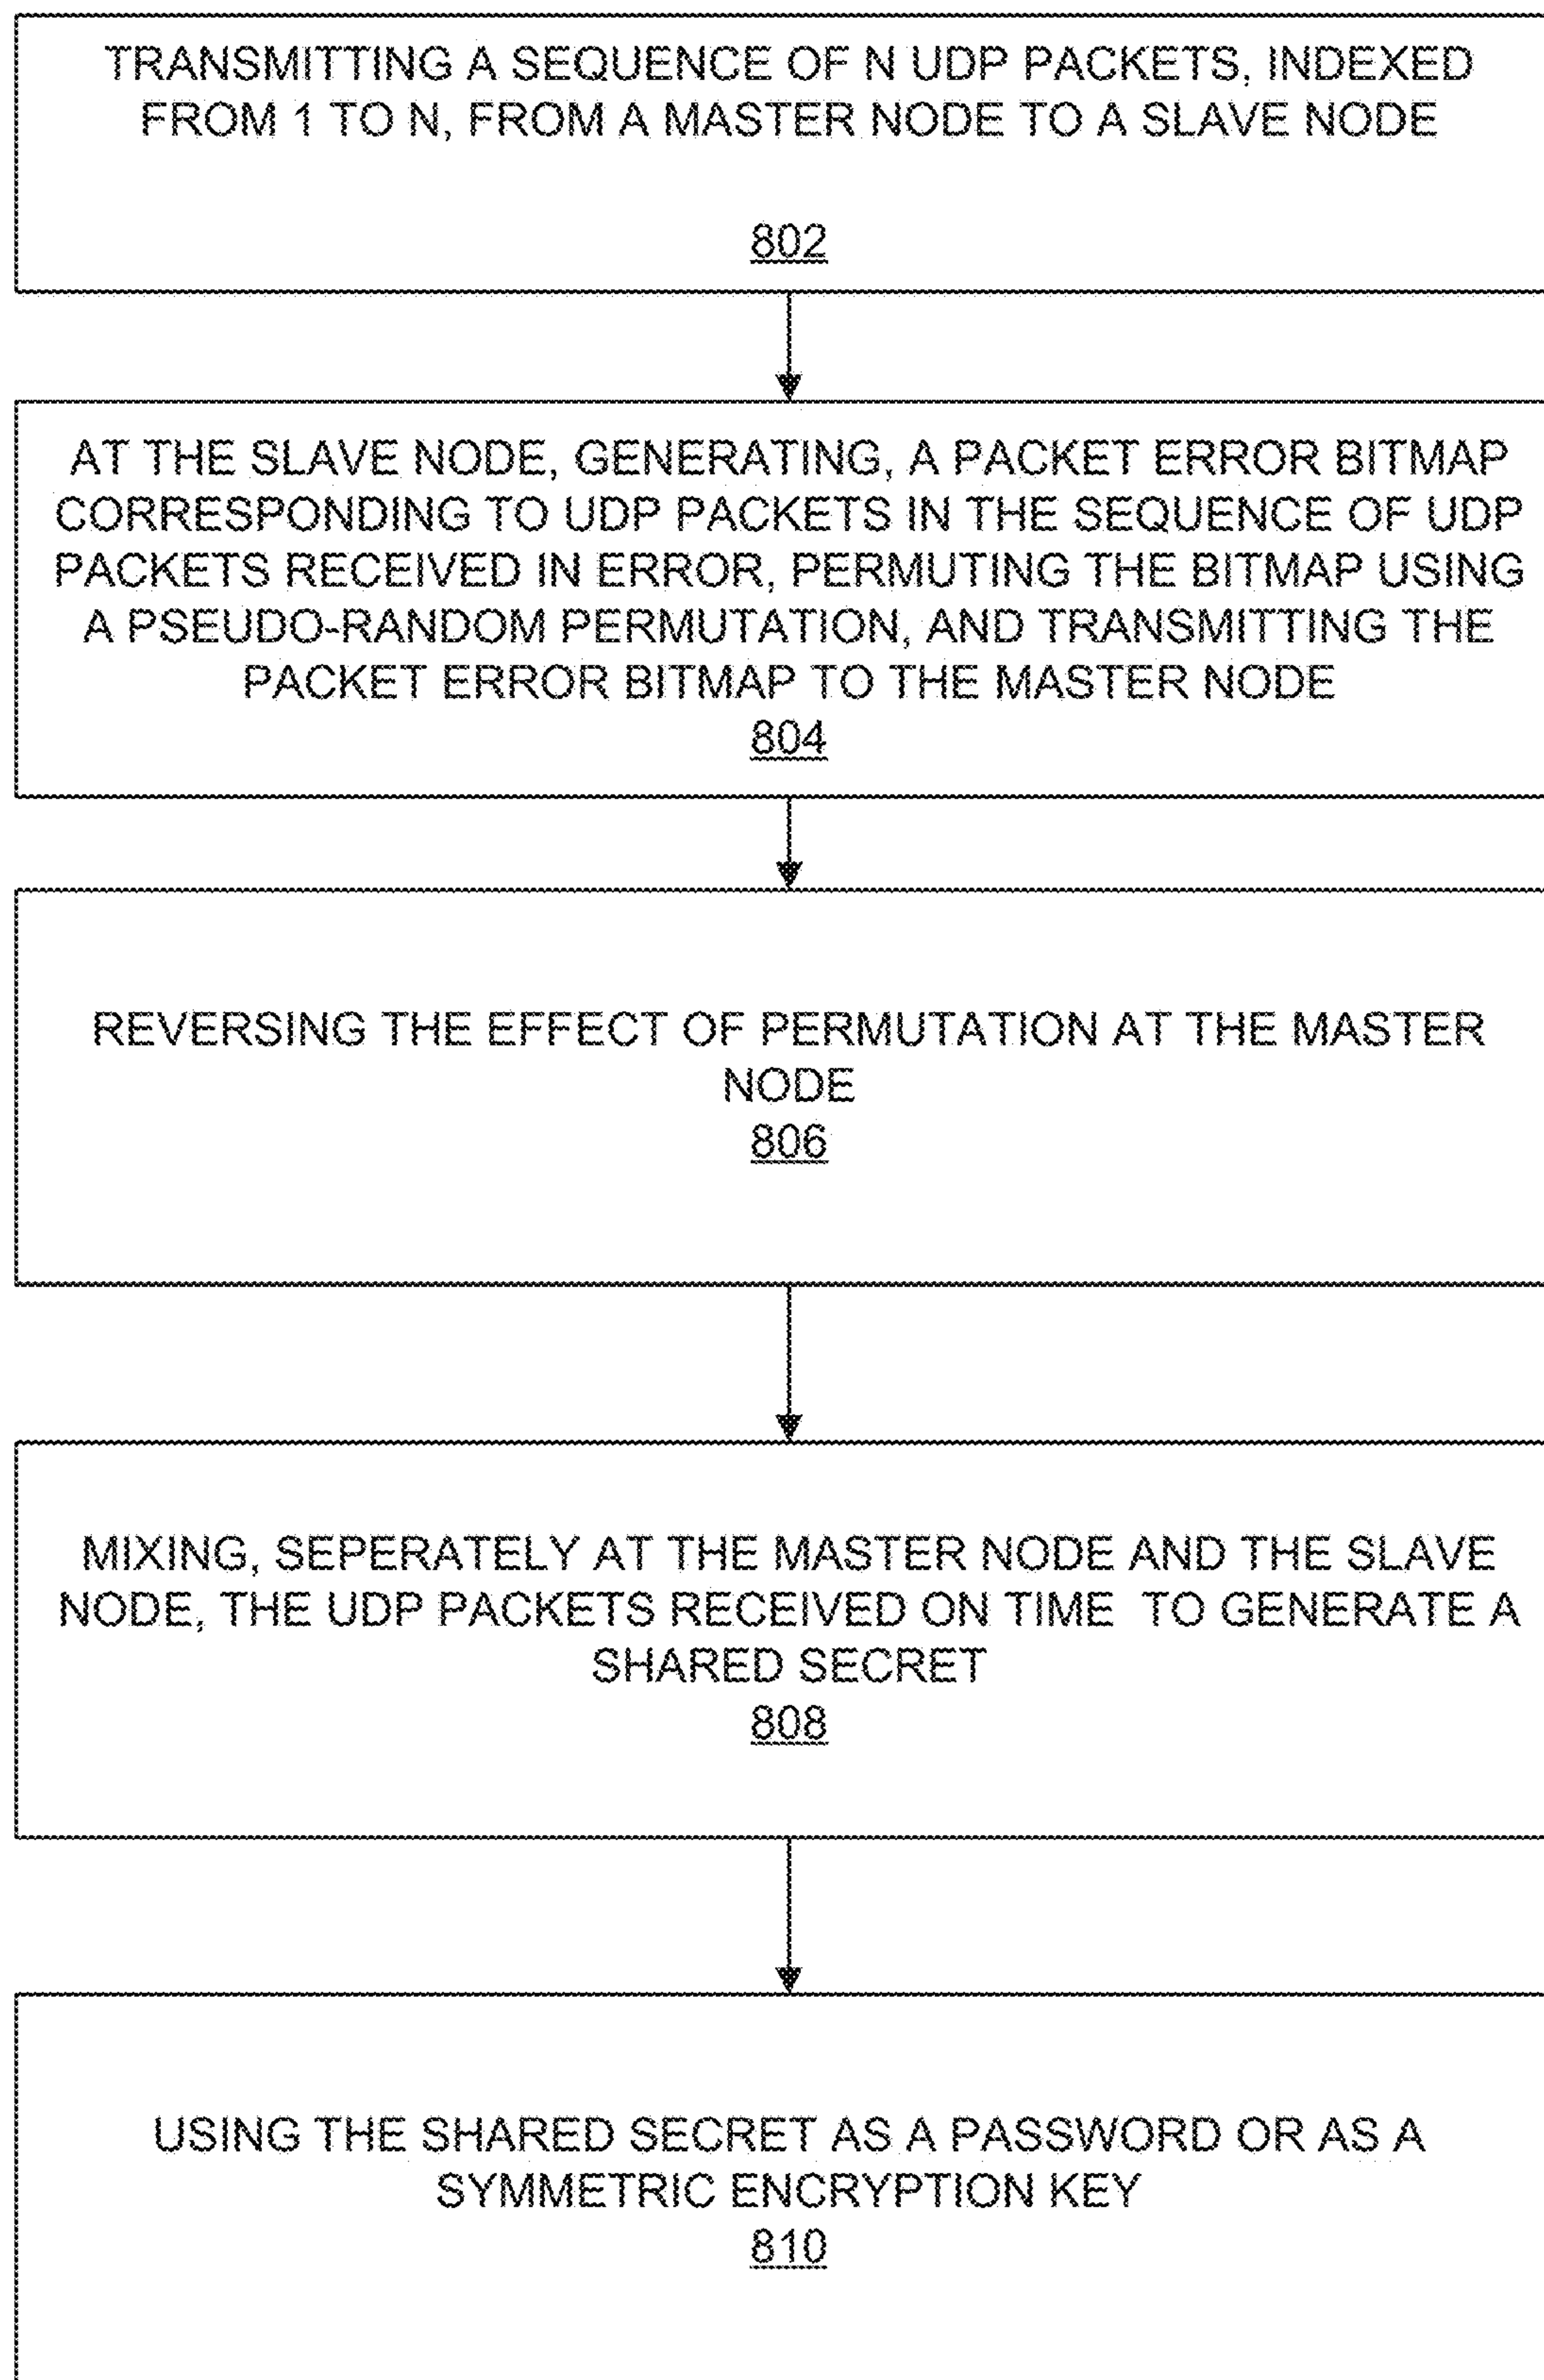 TRANSMITTING A SEQUENCE OF N UDP PACKETS, INDEXED
FROM 1 TO N, FROM A MASTER NODE TO A SLAVE NODE
802
AT THE SLAVE NODE, GENERATING, A PACKET ERROR BITMAP
CORRESPONDING TO UDP PACKETS IN THE SEQUENCE OF UDP
PACKETS RECEIVED IN ERROR, PERMUTING THE BITMAP USING
A PSEUDO-RANDOM PERMUTATION, AND TRANSMITTING THE
PACKET ERROR BITMAP TO THE MASTER NODE
804
REVERSING THE EFFECT OF PERMUTATION AT THE MASTER
NODE
806
MIXING, SEPERATELY AT THE MASTER NODE AND THE SLAVE
NODE, THE UDP PACKETS RECEIVED ON TIME TO GENERATE A
SHARED SECRET
808
USING THE SHARED SECRET AS A PASSWORD OR AS A
SYMMETRIC ENCRYPTION KEY
810